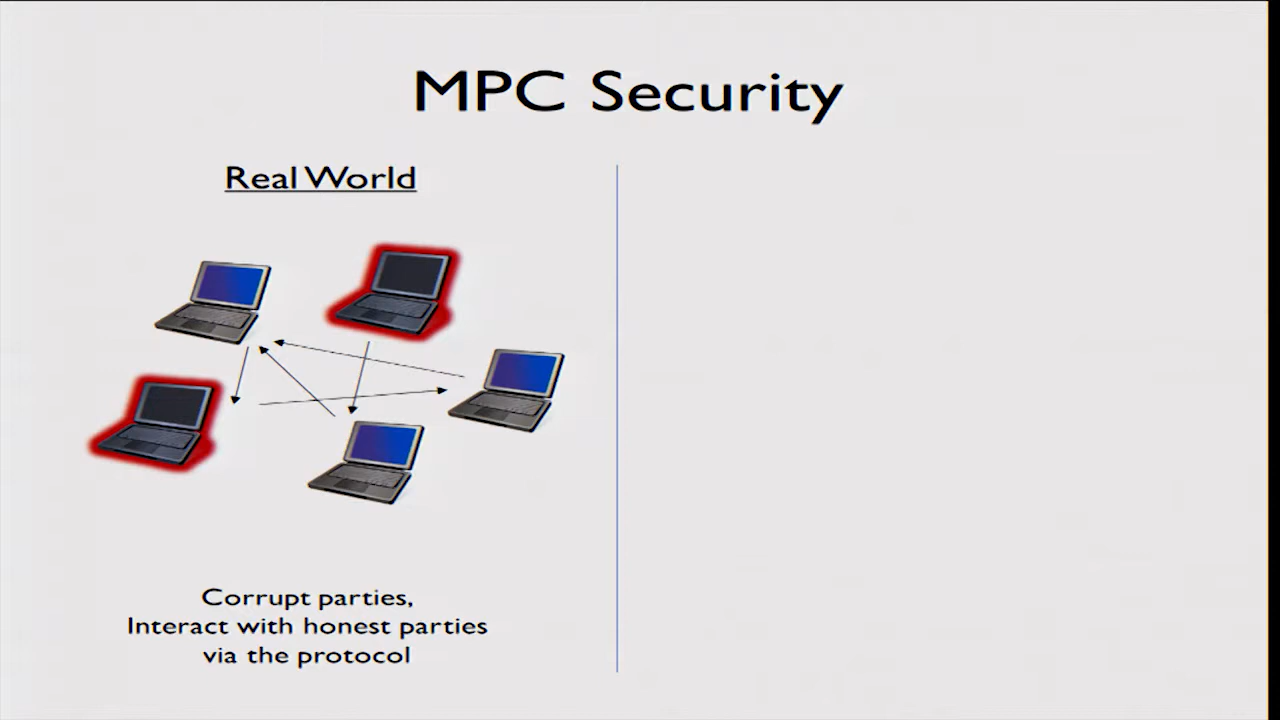 MPC Security
Real World
Corrupt parties,
Interact with honest parties
via the protocol